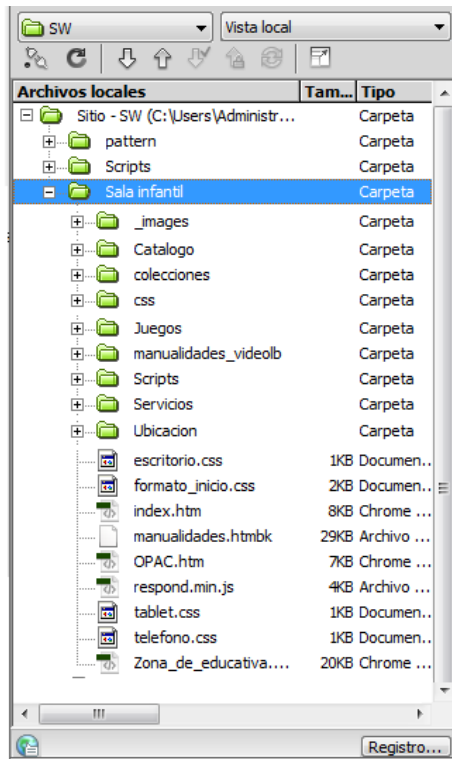 SW Vista local
Archivos locales Tam... Tipo
Sitio - SW (C:\Users\Administr... Carpeta
pattern Carpeta
Scripts Carpeta
Sala infantil Carpeta
_images Carpeta
Catalogo Carpeta
colecciones Carpeta
css Carpeta
Juegos Carpeta
manualidades_videolb Carpeta
Scripts Carpeta
Servicios Carpeta
Ubicacion Carpeta
escritorio.css 1KB Documen..
formato_inicio.css 2KB Documen..
index.htm 8KB Chrome ...
manualidades.htmbk 29KB Archivo ...
OPAC.htm 7KB Chrome ...
respond.min.js 4KB Archivo ...
tablet.css 1KB Documen..
telefono.css 1KB Documen..
Zona_de_educativa.... 20KB Chrome ...
Registro...